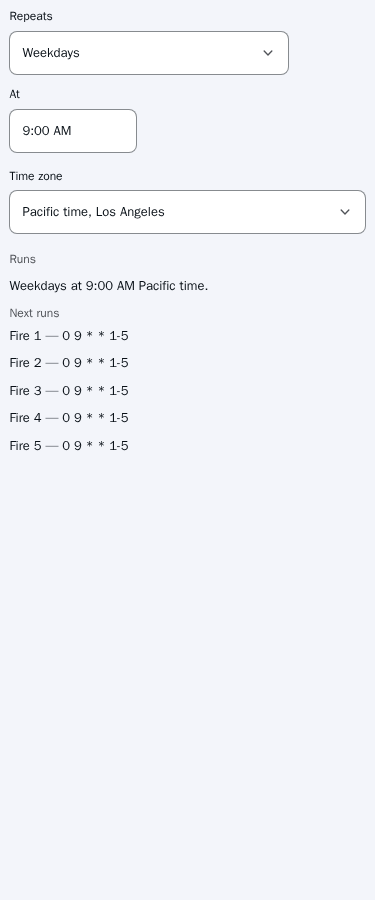 Repeats
Weekdays
At
9:00 AM
Time zone
Pacific time, Los Angeles
Runs
Weekdays at 9:00 AM Pacific time.
Next runs
Fire 1 — 0 9 * * 1-5
Fire 2 — 0 9 * * 1-5
Fire 3 — 0 9 * * 1-5
Fire 4 — 0 9 * * 1-5
Fire 5 — 0 9 * * 1-5